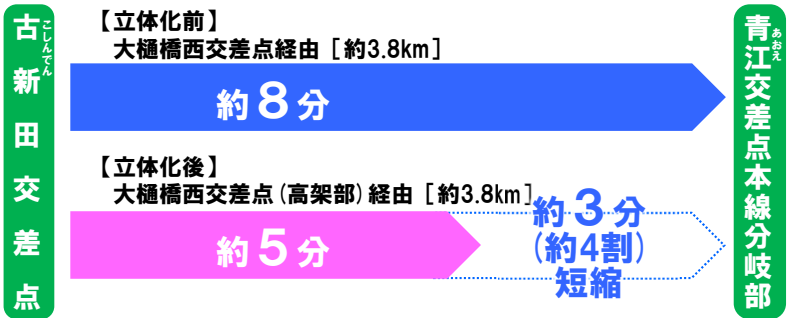 古新田交差点
こしんでん
【立体化前】
大樋橋西交差点経由［約3.8km］
約8分
【立体化後】
大樋橋西交差点(高架部)経由［約3.8km］
約5分
約3分
(約4割)
短縮
青江交差点本線分岐部
あおえ